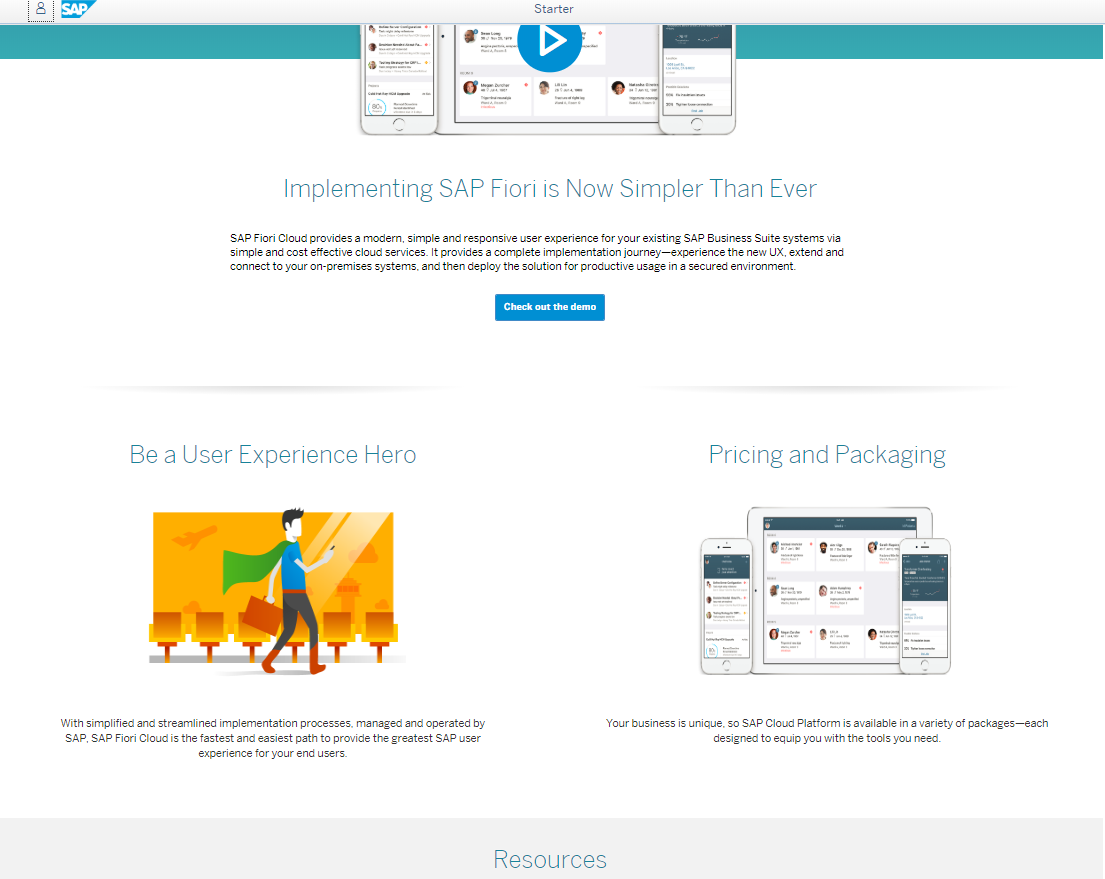 SAP
Starter
Implementing SAP Fiori is Now Simpler Than Ever
SAP Fiori Cloud provides a modern, simple and responsive user experience for your existing SAP Business Suite systems via
simple and cost effective cloud services. It provides a complete implementation journey—experience the new UX, extend and
connect to your on-premises systems, and then deploy the solution for productive usage in a secured environment.
Check out the demo
Be a User Experience Hero
Pricing and Packaging
With simplified and streamlined implementation processes, managed and operated by
SAP, SAP Fiori Cloud is the fastest and easiest path to provide the greatest SAP user
experience for your end users.
Your business is unique, so SAP Cloud Platform is available in a variety of packages—each
designed to equip you with the tools you need.
Resources